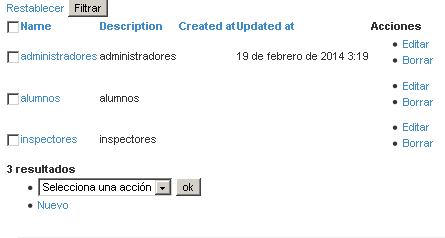 Restablecer Filtrar
Name Description Created at Updated at Acciones
administradores administradores 19 de febrero de 2014 3:19 Editar
Borrar
alumnos alumnos Editar
Borrar
inspectores inspectores Editar
Borrar
3 resultados
Selecciona una acción ok
Nuevo